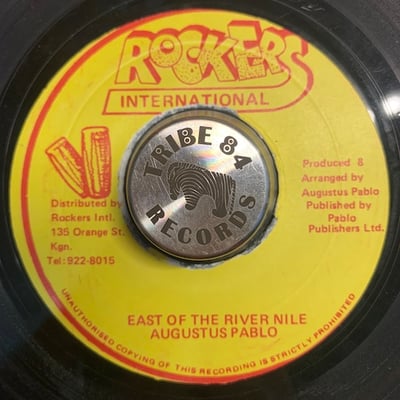 ROCKERS
INTERNATIONAL
TRIBE 84
RECORDS
Distributed by
Rockers Intl.
135 Orange St.
Kgn.
Tel: 922-8015
Produced &
Arranged by
Augustus Pablo
Published by
Pablo
Publishers Ltd.
EAST OF THE RIVER NILE
AUGUSTUS PABLO
UNAUTHORISED COPYING OF THIS RECORDING IS STRICTLY PROHIBITED